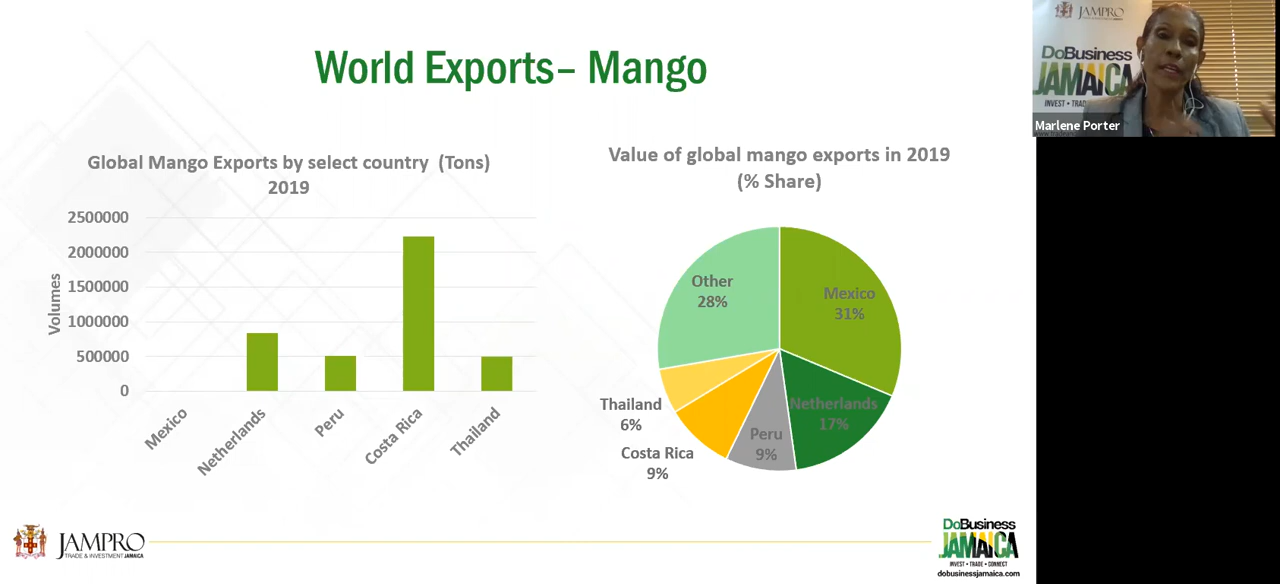 World Exports– Mango
Global Mango Exports by select country (Tons)
2019
Volumes
2500000
2000000
1500000
1000000
500000
0
Mexico
Netherlands
Peru
Costa Rica
Thailand
Value of global mango exports in 2019
(% Share)
Other
28%
Mexico
31%
Netherlands
17%
Peru
9%
Costa Rica
9%
Thailand
6%
JAMPRO
TRADE & INVESTMENT JAMAICA
DoBusiness
JAMAICA
INVEST • TRADE • CONNECT
dobusinessjamaica.com
JAMPRO
DoBusiness
JAMAICA
INVEST • TRAD
Marlene Porter